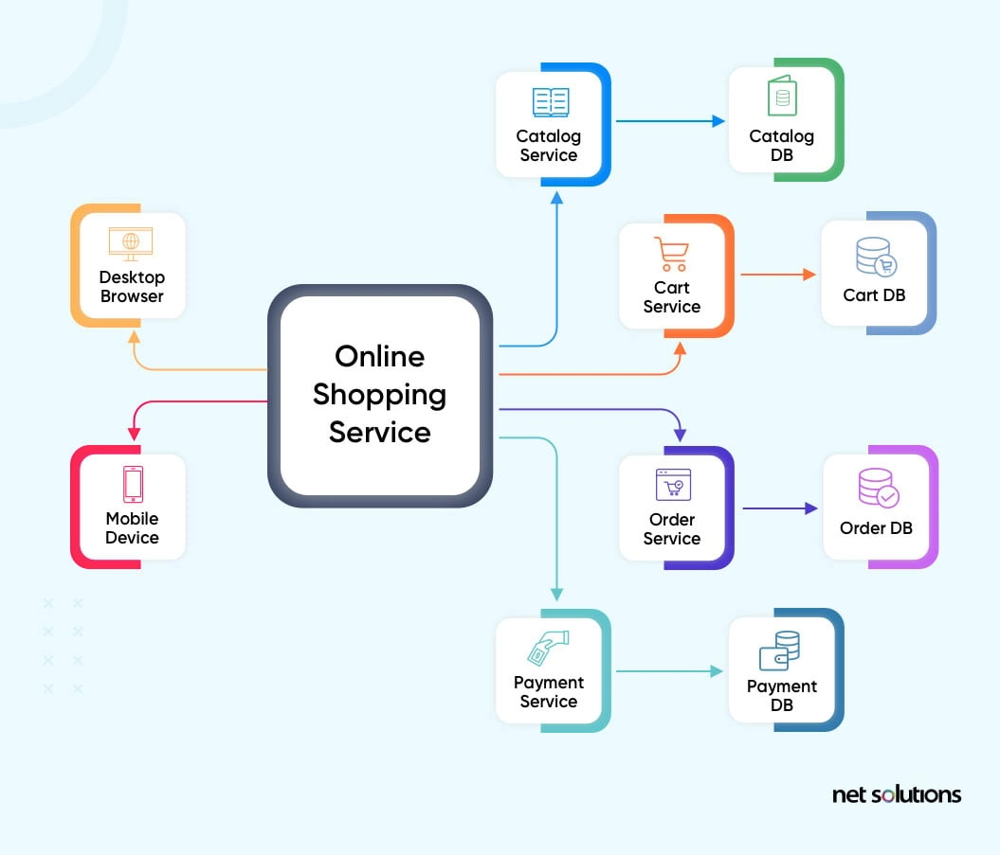 Catalog
Service
Catalog
DB
Desktop
Browser
Cart
Service
Cart DB
Online
Shopping
Service
Mobile
Device
Order
Service
Order DB
Payment
Service
Payment
DB
net solutions